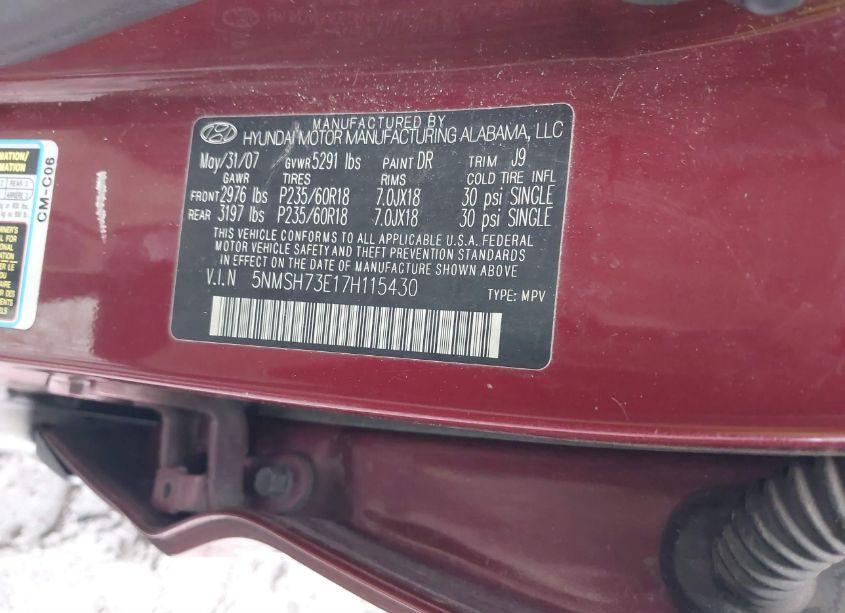 MANUFACTURED BY
HYUNDAI MOTOR MANUFACTURING ALABAMA, LLC
May/31/07 GVWR 5291 lbs PAINT DR TRIM J9
GAWR TIRES RIMS COLD TIRE INFL
FRONT 2976 lbs P235/60R18 7.0JX18 30 psi SINGLE
REAR 3197 lbs P235/60R18 7.0JX18 30 psi SINGLE
THIS VEHICLE CONFORMS TO ALL APPLICABLE U.S.A. FEDERAL
MOTOR VEHICLE SAFETY AND THEFT PREVENTION STANDARDS
IN EFFECT ON THE DATE OF MANUFACTURE SHOWN ABOVE
V.I.N 5NMSH73E17H115430 TYPE: MPV
CM-C06